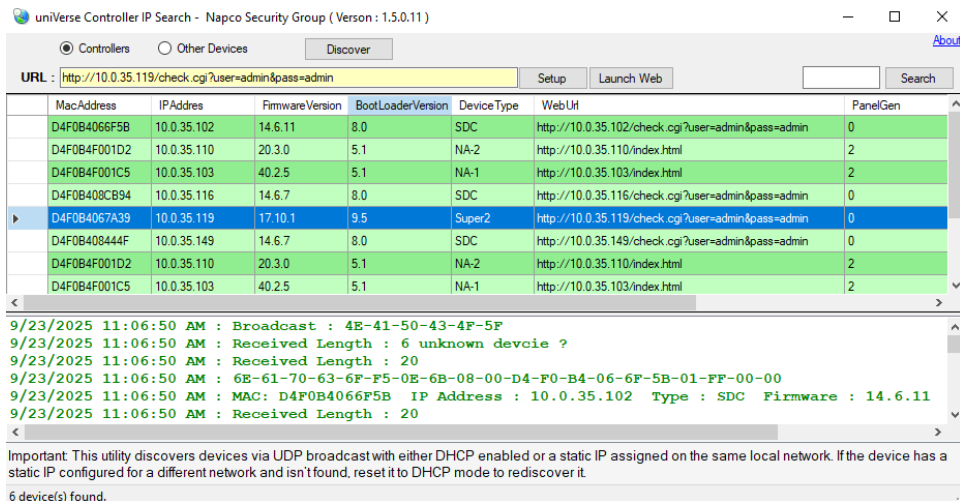 uniVerse Controller IP Search - Napco Security Group ( Verson : 1.5.0.11 )
Controllers Other Devices Discover About
URL : http://10.0.35.119/check.cgi?user=admin&pass=admin Setup Launch Web Search
MacAddress IPAddres FirmwareVersion BootLoaderVersion DeviceType WebUrl PanelGen
D4F0B4066F5B 10.0.35.102 14.6.11 8.0 SDC http://10.0.35.102/check.cgi?user=admin&pass=admin 0
D4F0B4F001D2 10.0.35.110 20.3.0 5.1 NA-2 http://10.0.35.110/index.html 2
D4F0B4F001C5 10.0.35.103 40.2.5 5.1 NA-1 http://10.0.35.103/index.html 2
D4F0B408CB94 10.0.35.116 14.6.7 8.0 SDC http://10.0.35.116/check.cgi?user=admin&pass=admin 0
D4F0B4067A39 10.0.35.119 17.10.1 9.5 Super2 http://10.0.35.119/check.cgi?user=admin&pass=admin 0
D4F0B408444F 10.0.35.149 14.6.7 8.0 SDC http://10.0.35.149/check.cgi?user=admin&pass=admin 0
D4F0B4F001D2 10.0.35.110 20.3.0 5.1 NA-2 http://10.0.35.110/index.html 2
D4F0B4F001C5 10.0.35.103 40.2.5 5.1 NA-1 http://10.0.35.103/index.html 2
9/23/2025 11:06:50 AM : Broadcast : 4E-41-50-43-4F-5F
9/23/2025 11:06:50 AM : Received Length : 6 unknown devcie ?
9/23/2025 11:06:50 AM : Received Length : 20
9/23/2025 11:06:50 AM : 6E-61-70-63-6F-F5-0E-6B-08-00-D4-F0-B4-06-6F-5B-01-FF-00-00
9/23/2025 11:06:50 AM : MAC: D4F0B4066F5B IP Address : 10.0.35.102 Type : SDC Firmware : 14.6.11
9/23/2025 11:06:50 AM : Received Length : 20
Important: This utility discovers devices via UDP broadcast with either DHCP enabled or a static IP assigned on the same local network. If the device has a
static IP configured for a different network and isn't found, reset it to DHCP mode to rediscover it.
6 device(s) found.